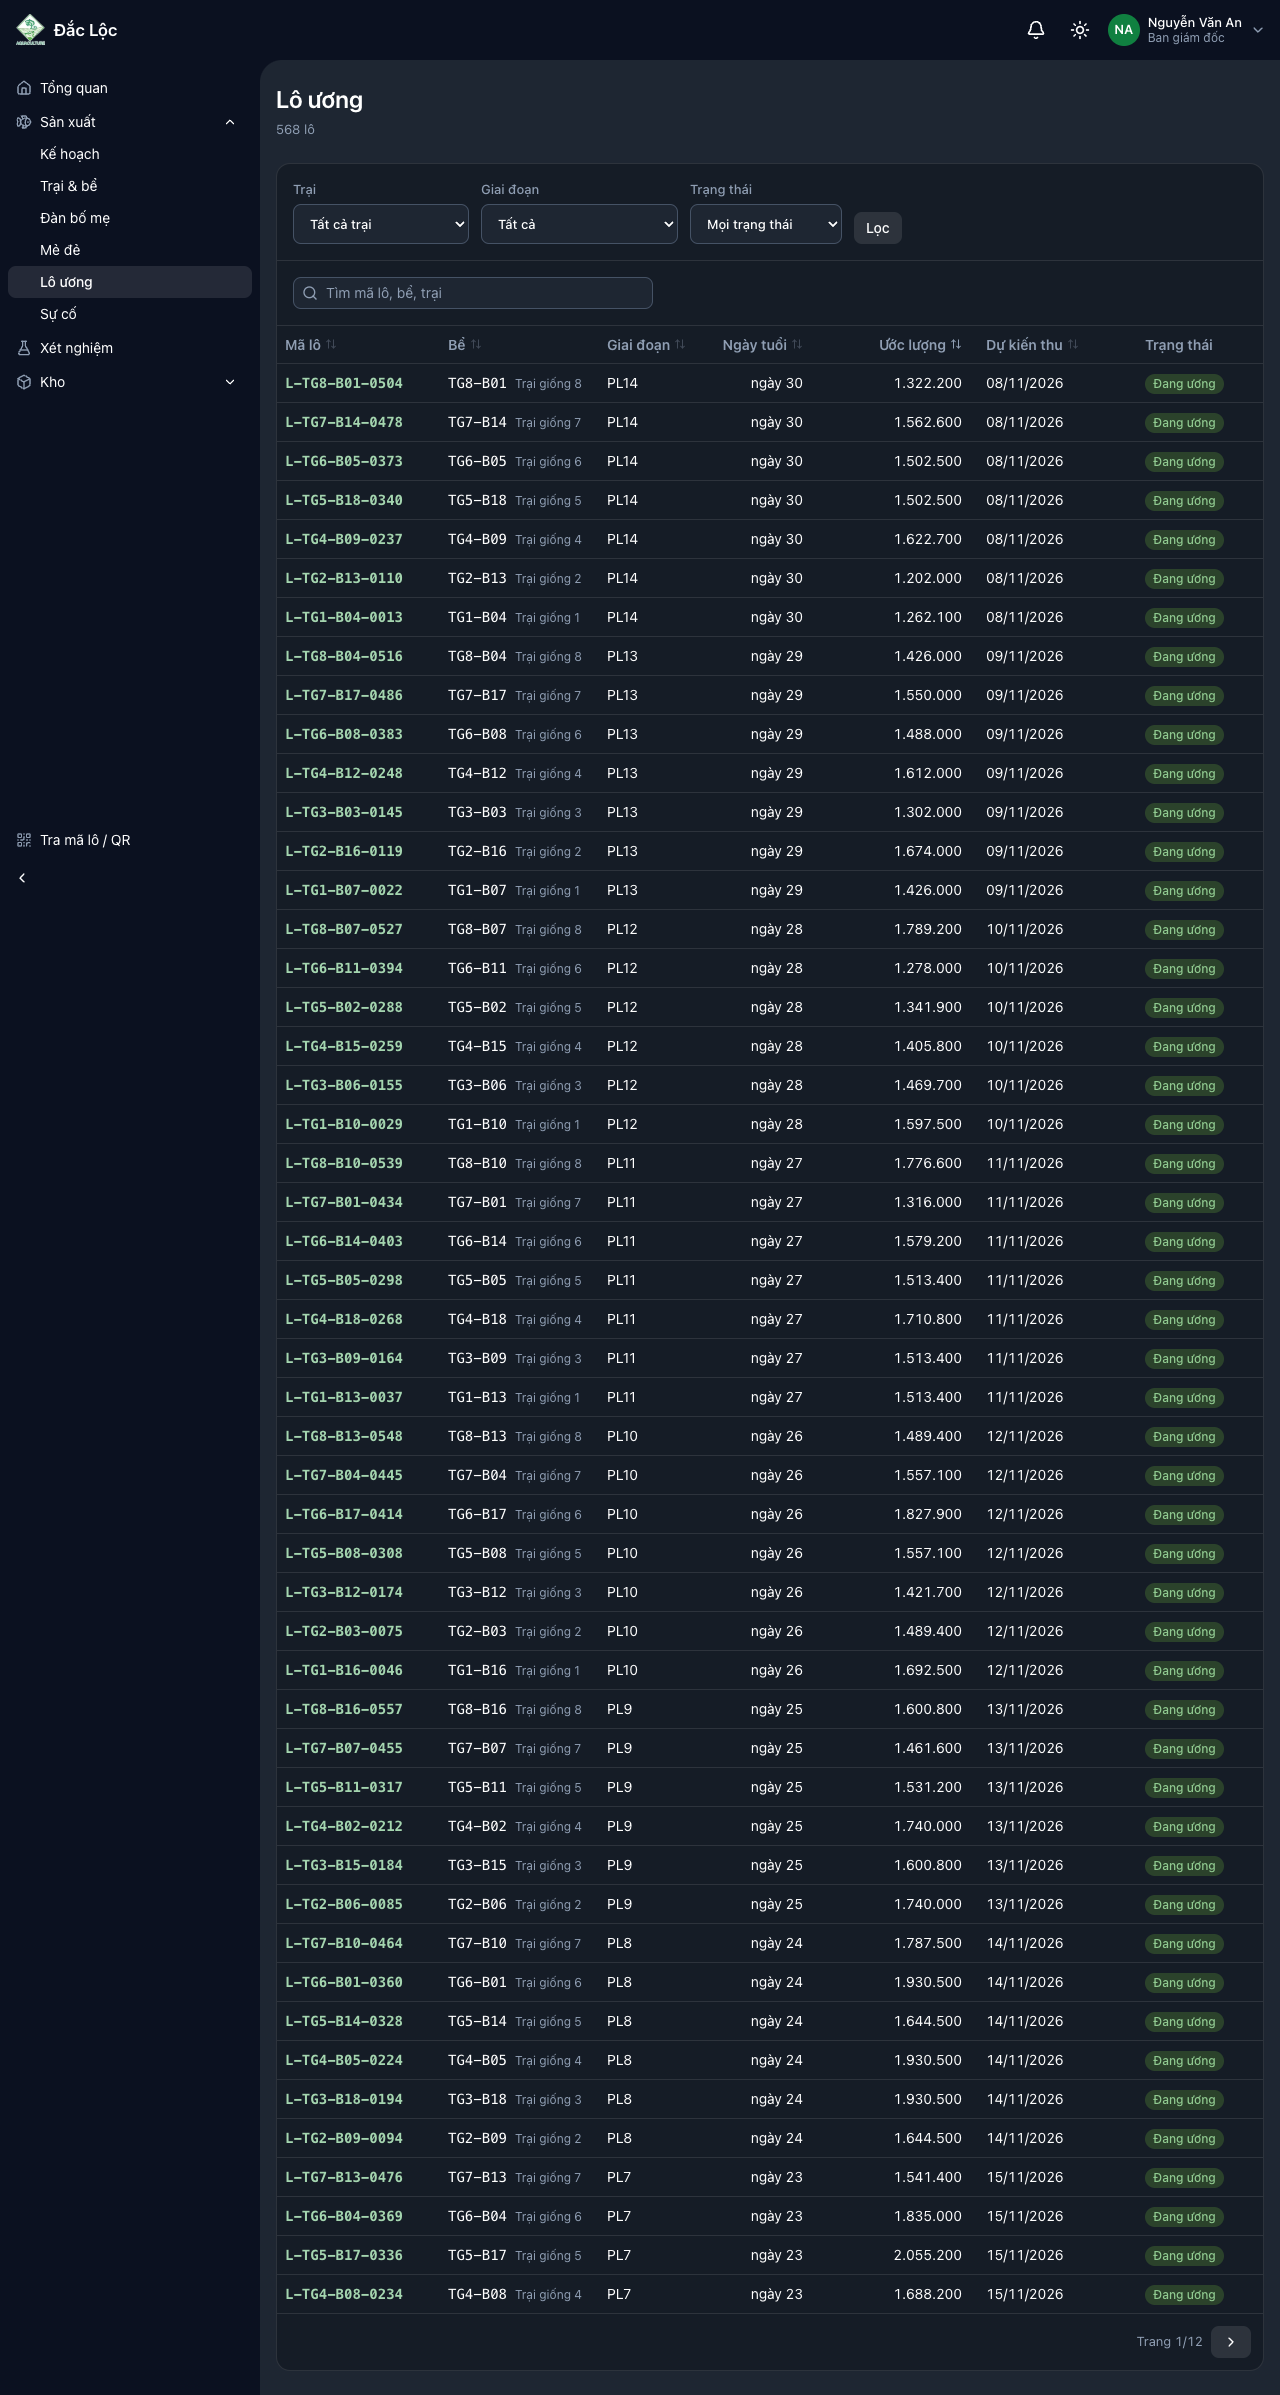 Đắc Lộc
AQUACULTURE
NA
Nguyễn Văn An
Ban giám đốc
Tổng quan
Sản xuất
Kế hoạch
Trại & bể
Đàn bố mẹ
Mẻ đẻ
Lô ương
Sự cố
Xét nghiệm
Kho
Tra mã lô / QR
Lô ương
568 lô
Trại Giai đoạn Trạng thái
Tất cả trại Tất cả Mọi trạng thái Lọc
Tìm mã lô, bể, trại
Mã lô Bể Giai đoạn Ngày tuổi Ước lượng Dự kiến thu Trạng thái
L-TG8-B01-0504 TG8-B01 Trại giống 8 PL14 ngày 30 1.322.200 08/11/2026 Đang ương
L-TG7-B14-0478 TG7-B14 Trại giống 7 PL14 ngày 30 1.562.600 08/11/2026 Đang ương
L-TG6-B05-0373 TG6-B05 Trại giống 6 PL14 ngày 30 1.502.500 08/11/2026 Đang ương
L-TG5-B18-0340 TG5-B18 Trại giống 5 PL14 ngày 30 1.502.500 08/11/2026 Đang ương
L-TG4-B09-0237 TG4-B09 Trại giống 4 PL14 ngày 30 1.622.700 08/11/2026 Đang ương
L-TG2-B13-0110 TG2-B13 Trại giống 2 PL14 ngày 30 1.202.000 08/11/2026 Đang ương
L-TG1-B04-0013 TG1-B04 Trại giống 1 PL14 ngày 30 1.262.100 08/11/2026 Đang ương
L-TG8-B04-0516 TG8-B04 Trại giống 8 PL13 ngày 29 1.426.000 09/11/2026 Đang ương
L-TG7-B17-0486 TG7-B17 Trại giống 7 PL13 ngày 29 1.550.000 09/11/2026 Đang ương
L-TG6-B08-0383 TG6-B08 Trại giống 6 PL13 ngày 29 1.488.000 09/11/2026 Đang ương
L-TG4-B12-0248 TG4-B12 Trại giống 4 PL13 ngày 29 1.612.000 09/11/2026 Đang ương
L-TG3-B03-0145 TG3-B03 Trại giống 3 PL13 ngày 29 1.302.000 09/11/2026 Đang ương
L-TG2-B16-0119 TG2-B16 Trại giống 2 PL13 ngày 29 1.674.000 09/11/2026 Đang ương
L-TG1-B07-0022 TG1-B07 Trại giống 1 PL13 ngày 29 1.426.000 09/11/2026 Đang ương
L-TG8-B07-0527 TG8-B07 Trại giống 8 PL12 ngày 28 1.789.200 10/11/2026 Đang ương
L-TG6-B11-0394 TG6-B11 Trại giống 6 PL12 ngày 28 1.278.000 10/11/2026 Đang ương
L-TG5-B02-0288 TG5-B02 Trại giống 5 PL12 ngày 28 1.341.900 10/11/2026 Đang ương
L-TG4-B15-0259 TG4-B15 Trại giống 4 PL12 ngày 28 1.405.800 10/11/2026 Đang ương
L-TG3-B06-0155 TG3-B06 Trại giống 3 PL12 ngày 28 1.469.700 10/11/2026 Đang ương
L-TG1-B10-0029 TG1-B10 Trại giống 1 PL12 ngày 28 1.597.500 10/11/2026 Đang ương
L-TG8-B10-0539 TG8-B10 Trại giống 8 PL11 ngày 27 1.776.600 11/11/2026 Đang ương
L-TG7-B01-0434 TG7-B01 Trại giống 7 PL11 ngày 27 1.316.000 11/11/2026 Đang ương
L-TG6-B14-0403 TG6-B14 Trại giống 6 PL11 ngày 27 1.579.200 11/11/2026 Đang ương
L-TG5-B05-0298 TG5-B05 Trại giống 5 PL11 ngày 27 1.513.400 11/11/2026 Đang ương
L-TG4-B18-0268 TG4-B18 Trại giống 4 PL11 ngày 27 1.710.800 11/11/2026 Đang ương
L-TG3-B09-0164 TG3-B09 Trại giống 3 PL11 ngày 27 1.513.400 11/11/2026 Đang ương
L-TG1-B13-0037 TG1-B13 Trại giống 1 PL11 ngày 27 1.513.400 11/11/2026 Đang ương
L-TG8-B13-0548 TG8-B13 Trại giống 8 PL10 ngày 26 1.489.400 12/11/2026 Đang ương
L-TG7-B04-0445 TG7-B04 Trại giống 7 PL10 ngày 26 1.557.100 12/11/2026 Đang ương
L-TG6-B17-0414 TG6-B17 Trại giống 6 PL10 ngày 26 1.827.900 12/11/2026 Đang ương
L-TG5-B08-0308 TG5-B08 Trại giống 5 PL10 ngày 26 1.557.100 12/11/2026 Đang ương
L-TG3-B12-0174 TG3-B12 Trại giống 3 PL10 ngày 26 1.421.700 12/11/2026 Đang ương
L-TG2-B03-0075 TG2-B03 Trại giống 2 PL10 ngày 26 1.489.400 12/11/2026 Đang ương
L-TG1-B16-0046 TG1-B16 Trại giống 1 PL10 ngày 26 1.692.500 12/11/2026 Đang ương
L-TG8-B16-0557 TG8-B16 Trại giống 8 PL9 ngày 25 1.600.800 13/11/2026 Đang ương
L-TG7-B07-0455 TG7-B07 Trại giống 7 PL9 ngày 25 1.461.600 13/11/2026 Đang ương
L-TG5-B11-0317 TG5-B11 Trại giống 5 PL9 ngày 25 1.531.200 13/11/2026 Đang ương
L-TG4-B02-0212 TG4-B02 Trại giống 4 PL9 ngày 25 1.740.000 13/11/2026 Đang ương
L-TG3-B15-0184 TG3-B15 Trại giống 3 PL9 ngày 25 1.600.800 13/11/2026 Đang ương
L-TG2-B06-0085 TG2-B06 Trại giống 2 PL9 ngày 25 1.740.000 13/11/2026 Đang ương
L-TG7-B10-0464 TG7-B10 Trại giống 7 PL8 ngày 24 1.787.500 14/11/2026 Đang ương
L-TG6-B01-0360 TG6-B01 Trại giống 6 PL8 ngày 24 1.930.500 14/11/2026 Đang ương
L-TG5-B14-0328 TG5-B14 Trại giống 5 PL8 ngày 24 1.644.500 14/11/2026 Đang ương
L-TG4-B05-0224 TG4-B05 Trại giống 4 PL8 ngày 24 1.930.500 14/11/2026 Đang ương
L-TG3-B18-0194 TG3-B18 Trại giống 3 PL8 ngày 24 1.930.500 14/11/2026 Đang ương
L-TG2-B09-0094 TG2-B09 Trại giống 2 PL8 ngày 24 1.644.500 14/11/2026 Đang ương
L-TG7-B13-0476 TG7-B13 Trại giống 7 PL7 ngày 23 1.541.400 15/11/2026 Đang ương
L-TG6-B04-0369 TG6-B04 Trại giống 6 PL7 ngày 23 1.835.000 15/11/2026 Đang ương
L-TG5-B17-0336 TG5-B17 Trại giống 5 PL7 ngày 23 2.055.200 15/11/2026 Đang ương
L-TG4-B08-0234 TG4-B08 Trại giống 4 PL7 ngày 23 1.688.200 15/11/2026 Đang ương
Trang 1/12